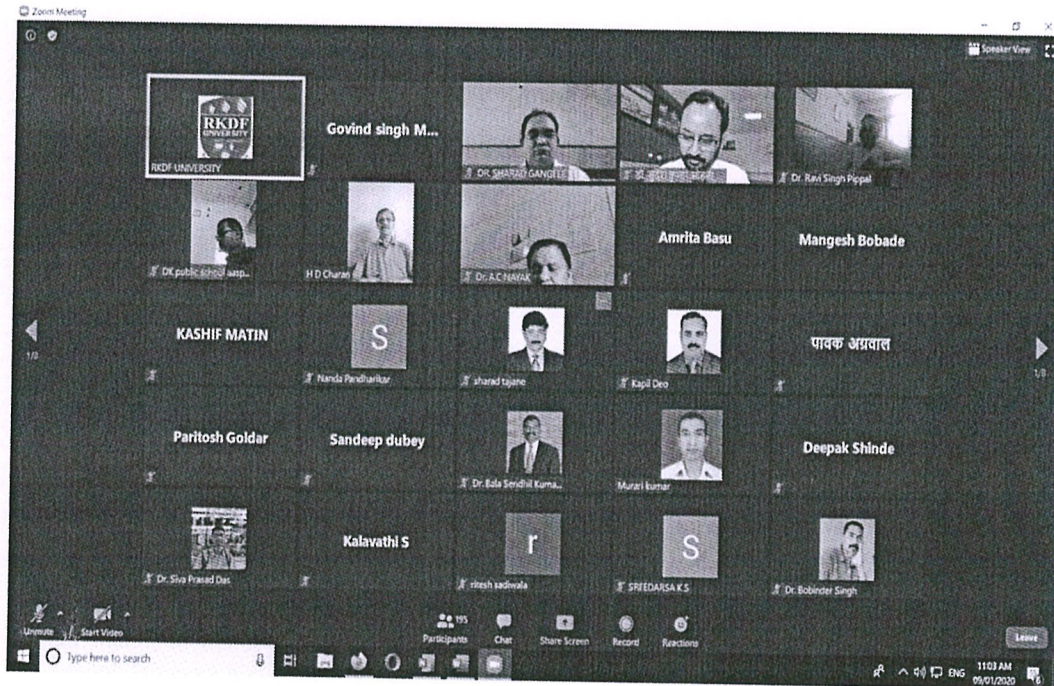 Zoom Meeting
Speaker View
RKDF
UNIVERSITY
RKDF UNIVERSITY
Govind singh M...
DR. SHARAD GANGELE
Dr. Ravi Singh Pippal
DK public school aasp...
H D Charan
Dr. A C NAYAK
Amrita Basu
Mangesh Bobade
1/8
KASHIF MATIN
S
Nanda Pandharikar
sharad tajane
Kapil Deo
पावक अग्रवाल
1/8
Paritosh Goldar
Sandeep dubey
Dr. Bala Sendhil Kuma...
Murari kumar
Deepak Shinde
Dr. Siva Prasad Das
Kalavathi S
r
ritesh sadiwala
S
SREEDARSA K S
Dr. Bobinder Singh
Unmute
Start Video
195
Participants
Chat
Share Screen
Record
Reactions
Leave
Type here to search
ENG
11:03 AM
09/01/2020